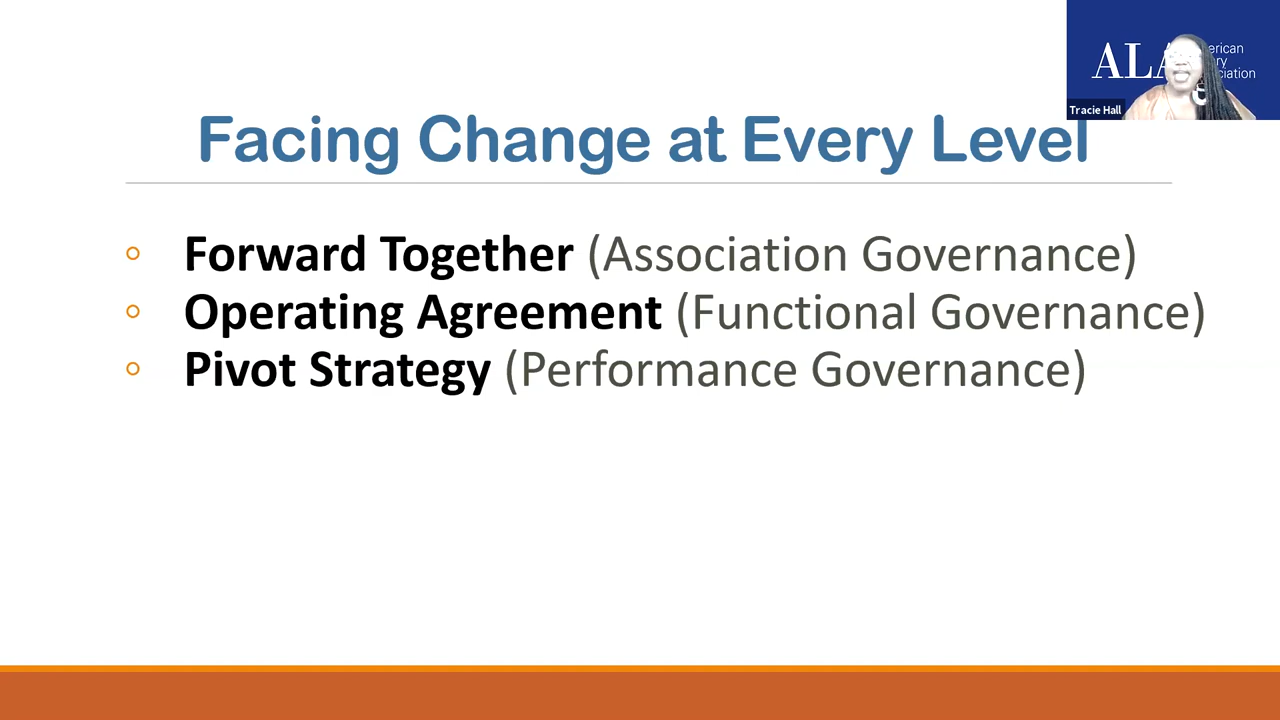 ALA
Tracie Hall
Facing Change at Every Level
◦ Forward Together (Association Governance)
◦ Operating Agreement (Functional Governance)
◦ Pivot Strategy (Performance Governance)